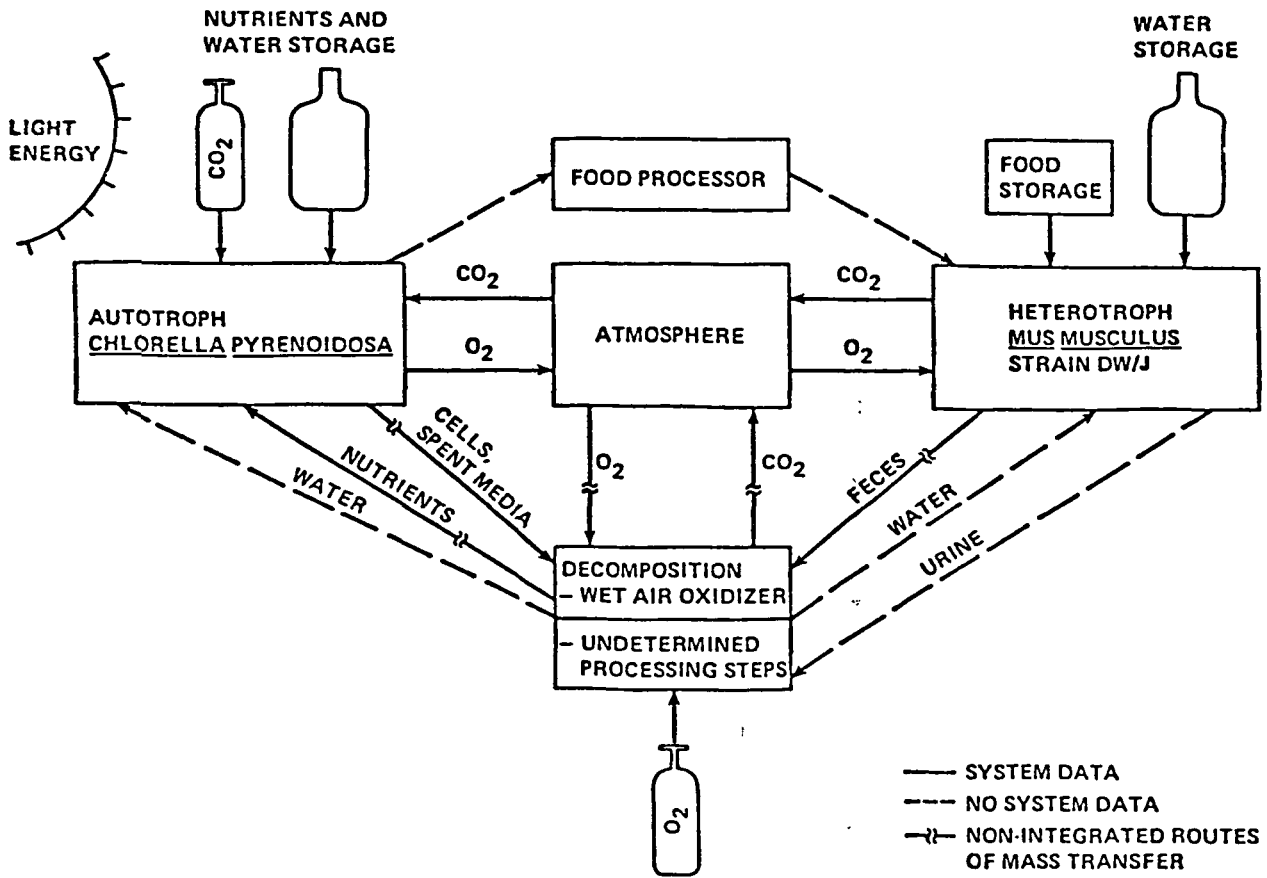 NUTRIENTS AND
WATER STORAGE
WATER
STORAGE
LIGHT
ENERGY
CO2
FOOD PROCESSOR
FOOD
STORAGE
AUTOTROPH
CHLORELLA PYRENOIDOSA
CO2
O2
ATMOSPHERE
CO2
O2
HETEROTROPH
MUS MUSCULUS
STRAIN DW/J
CELLS,
SPENT MEDIA
NUTRIENTS
WATER
O2
CO2
FECES
WATER
URINE
DECOMPOSITION
– WET AIR OXIDIZER
– UNDETERMINED
PROCESSING STEPS
O2
SYSTEM DATA
NO SYSTEM DATA
NON-INTEGRATED ROUTES
OF MASS TRANSFER